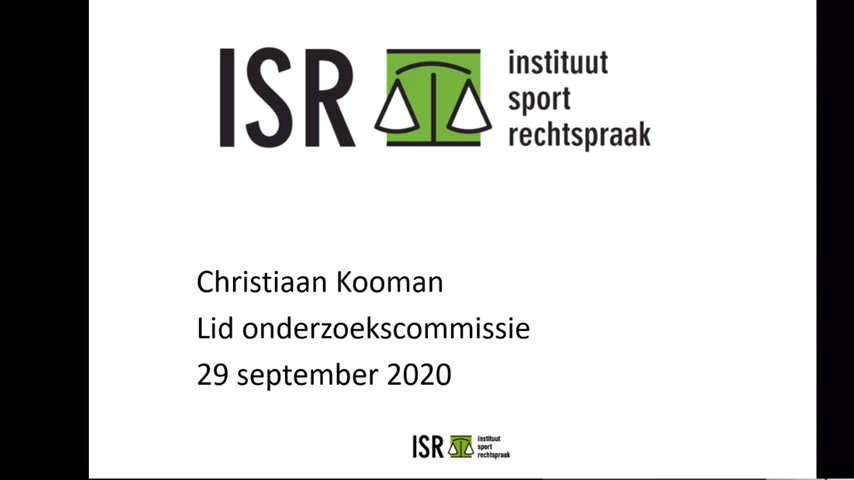 ISR
instituut
sport
rechtspraak
Christiaan Kooman
Lid onderzoekscommissie
29 september 2020
ISR
instituut
sport
rechtspraak